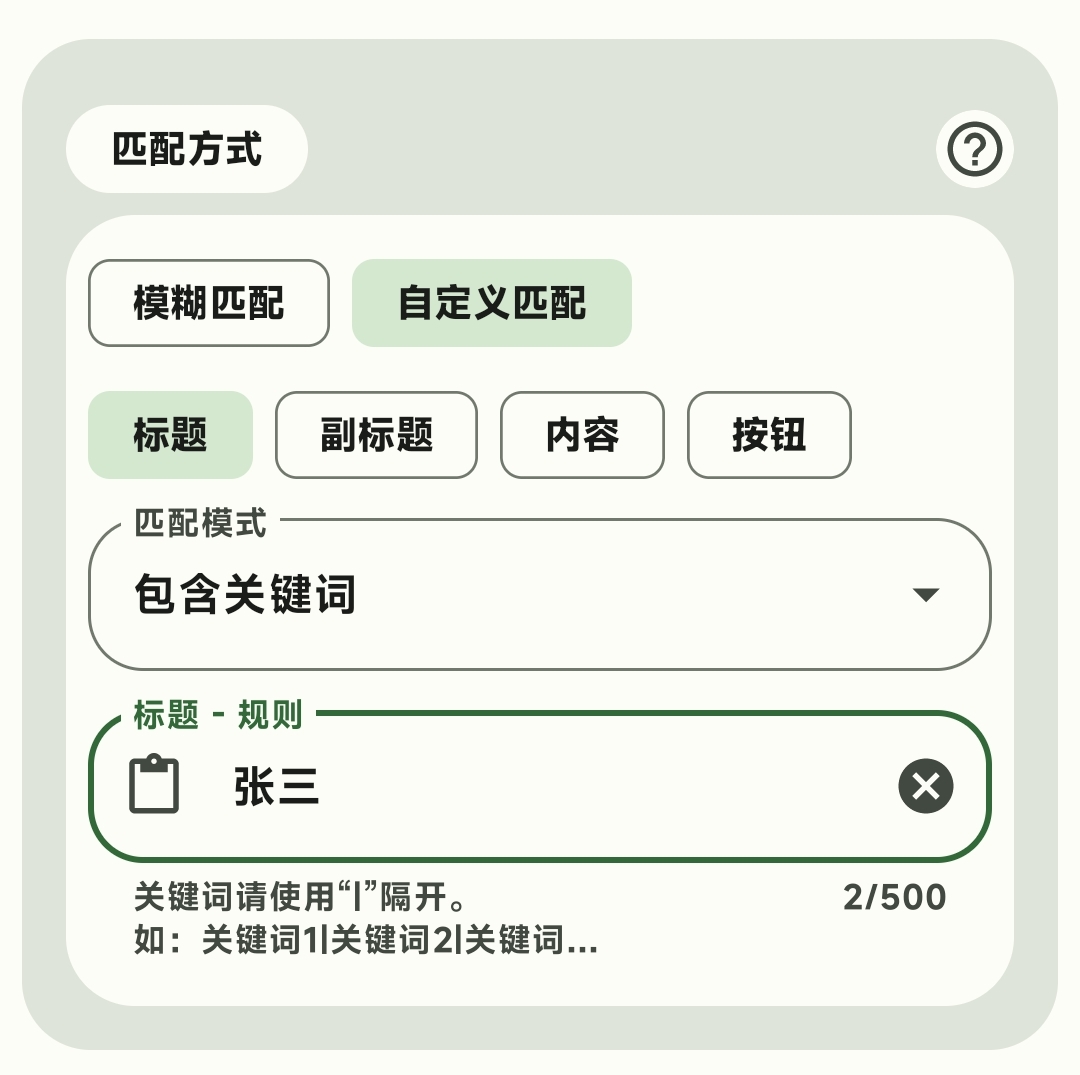 匹配方式
模糊匹配 自定义匹配
标题 副标题 内容 按钮
匹配模式
包含关键词
标题 - 规则
张三
关键词请使用“|”隔开。 2/500
如：关键词1|关键词2|关键词...